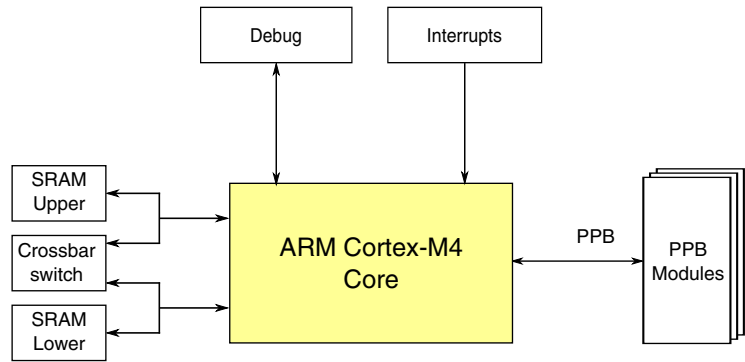 Debug
Interrupts
SRAM
Upper
Crossbar
switch
SRAM
Lower
ARM Cortex-M4
Core
PPB
PPB
Modules